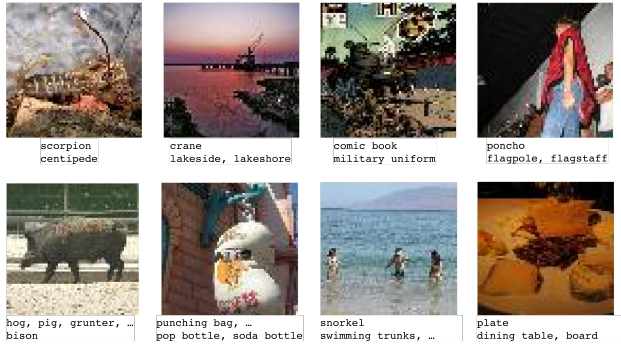 scorpion
centipede
crane
lakeside, lakeshore
comic book
military uniform
poncho
flagpole, flagstaff
hog, pig, grunter, …
bison
punching bag, …
pop bottle, soda bottle
snorkel
swimming trunks, …
plate
dining table, board